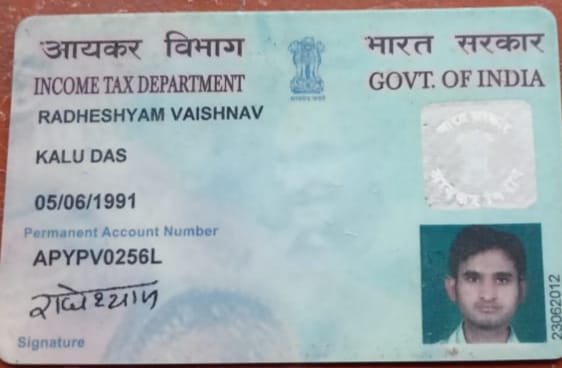 आयकर विभाग
भारत सरकार
INCOME TAX DEPARTMENT
GOVT. OF INDIA
RADHESHYAM VAISHNAV
KALU DAS
05/06/1991
Permanent Account Number
APYPV0256L
Signature
23062012